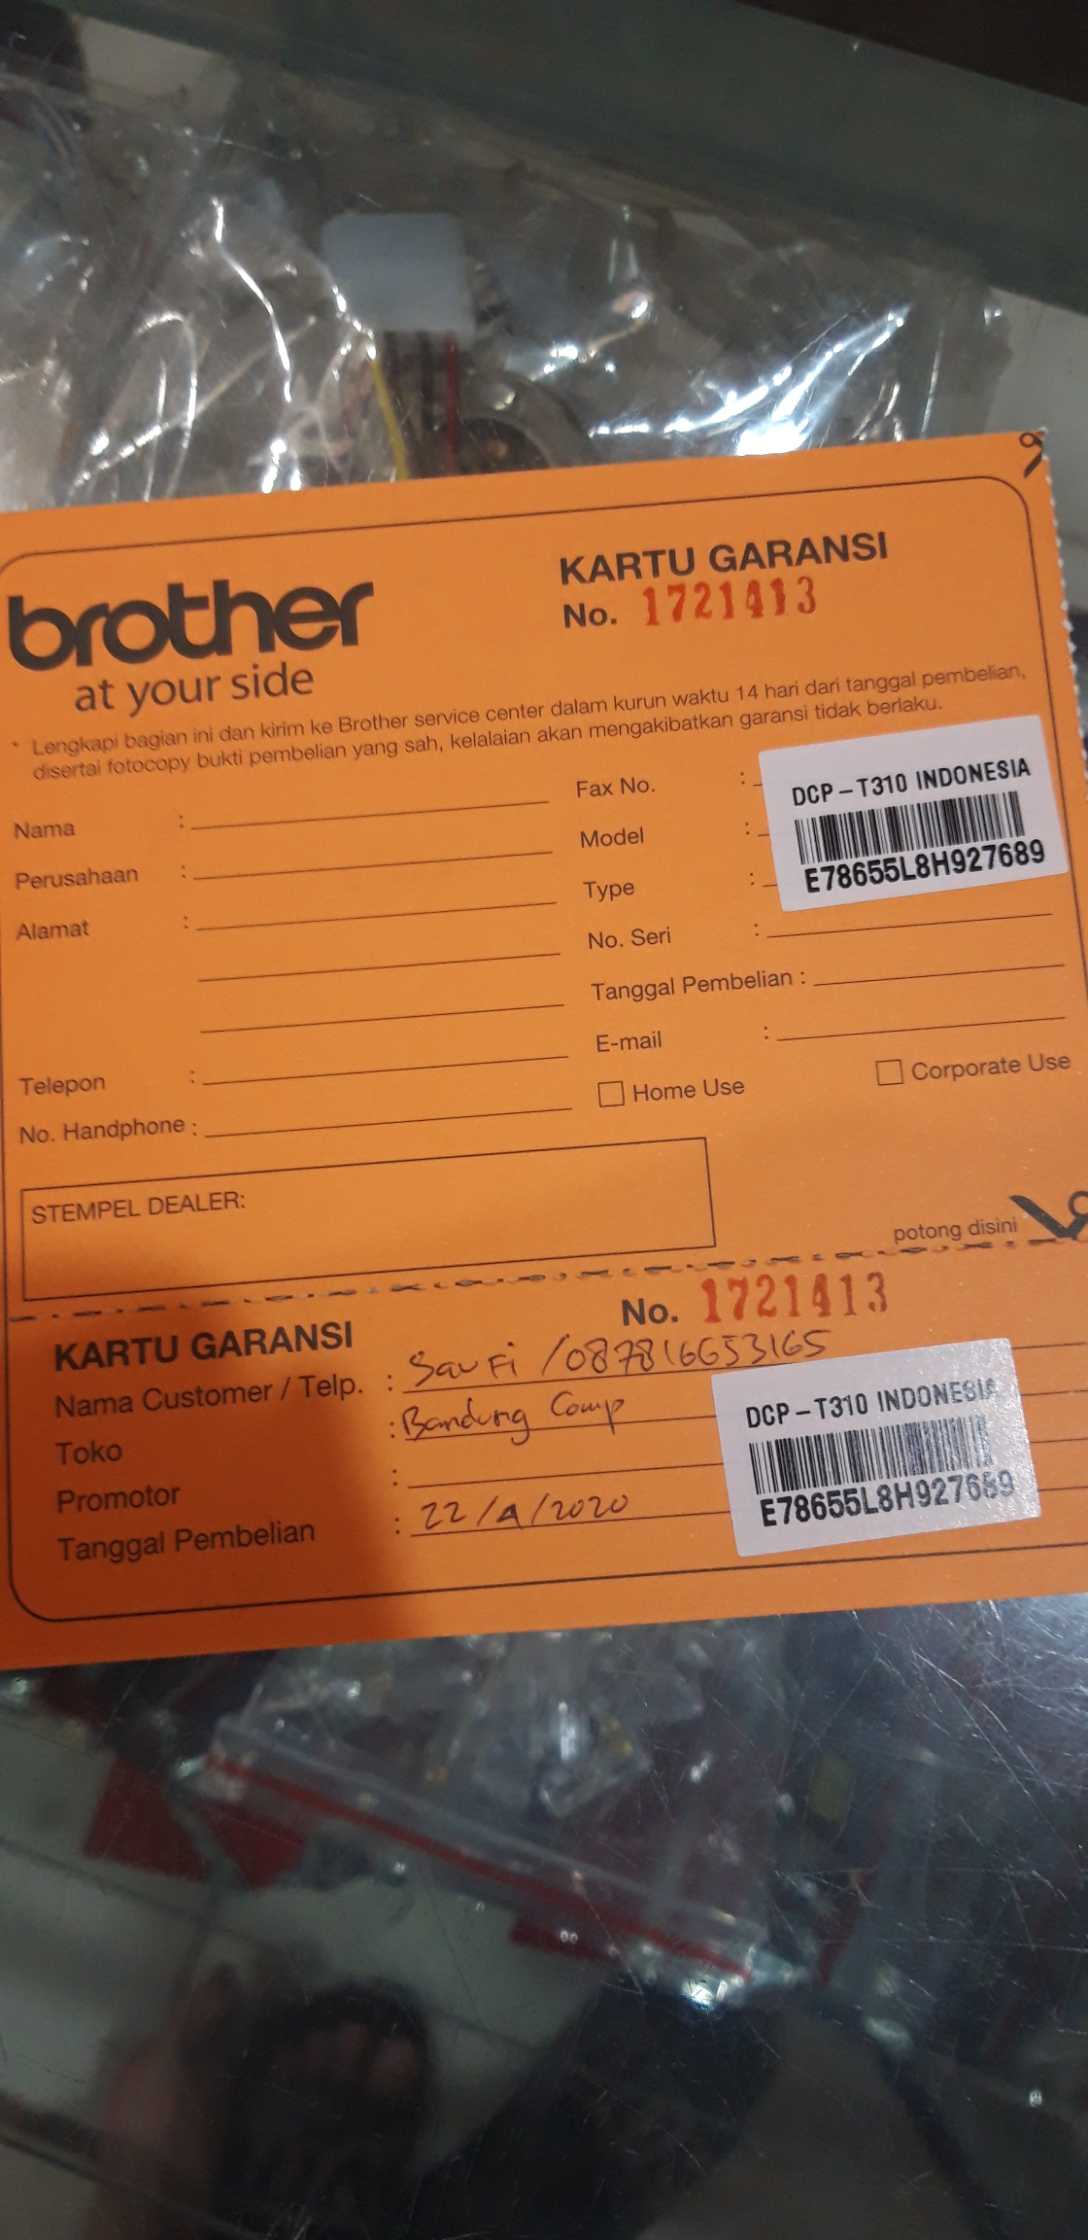 brother
at your side
KARTU GARANSI
No. 1721413
* Lengkapi bagian ini dan kirim ke Brother service center dalam kurun waktu 14 hari dari tanggal pembelian,
disertai fotocopy bukti pembelian yang sah, kelalaian akan mengakibatkan garansi tidak berlaku.
Nama :
Perusahaan :
Alamat :
Telepon :
No. Handphone :
Fax No. :
Model :
Type :
No. Seri :
Tanggal Pembelian :
E-mail :
Home Use
Corporate Use
DCP-T310 INDONESIA
E78655L8H927689
STEMPEL DEALER:
potong disini
No. 1721413
KARTU GARANSI
Nama Customer / Telp. : Saufi / 087816653165
Toko : Bandung Comp
Promotor :
Tanggal Pembelian : 22/4/2020
DCP-T310 INDONESIA
E78655L8H927689